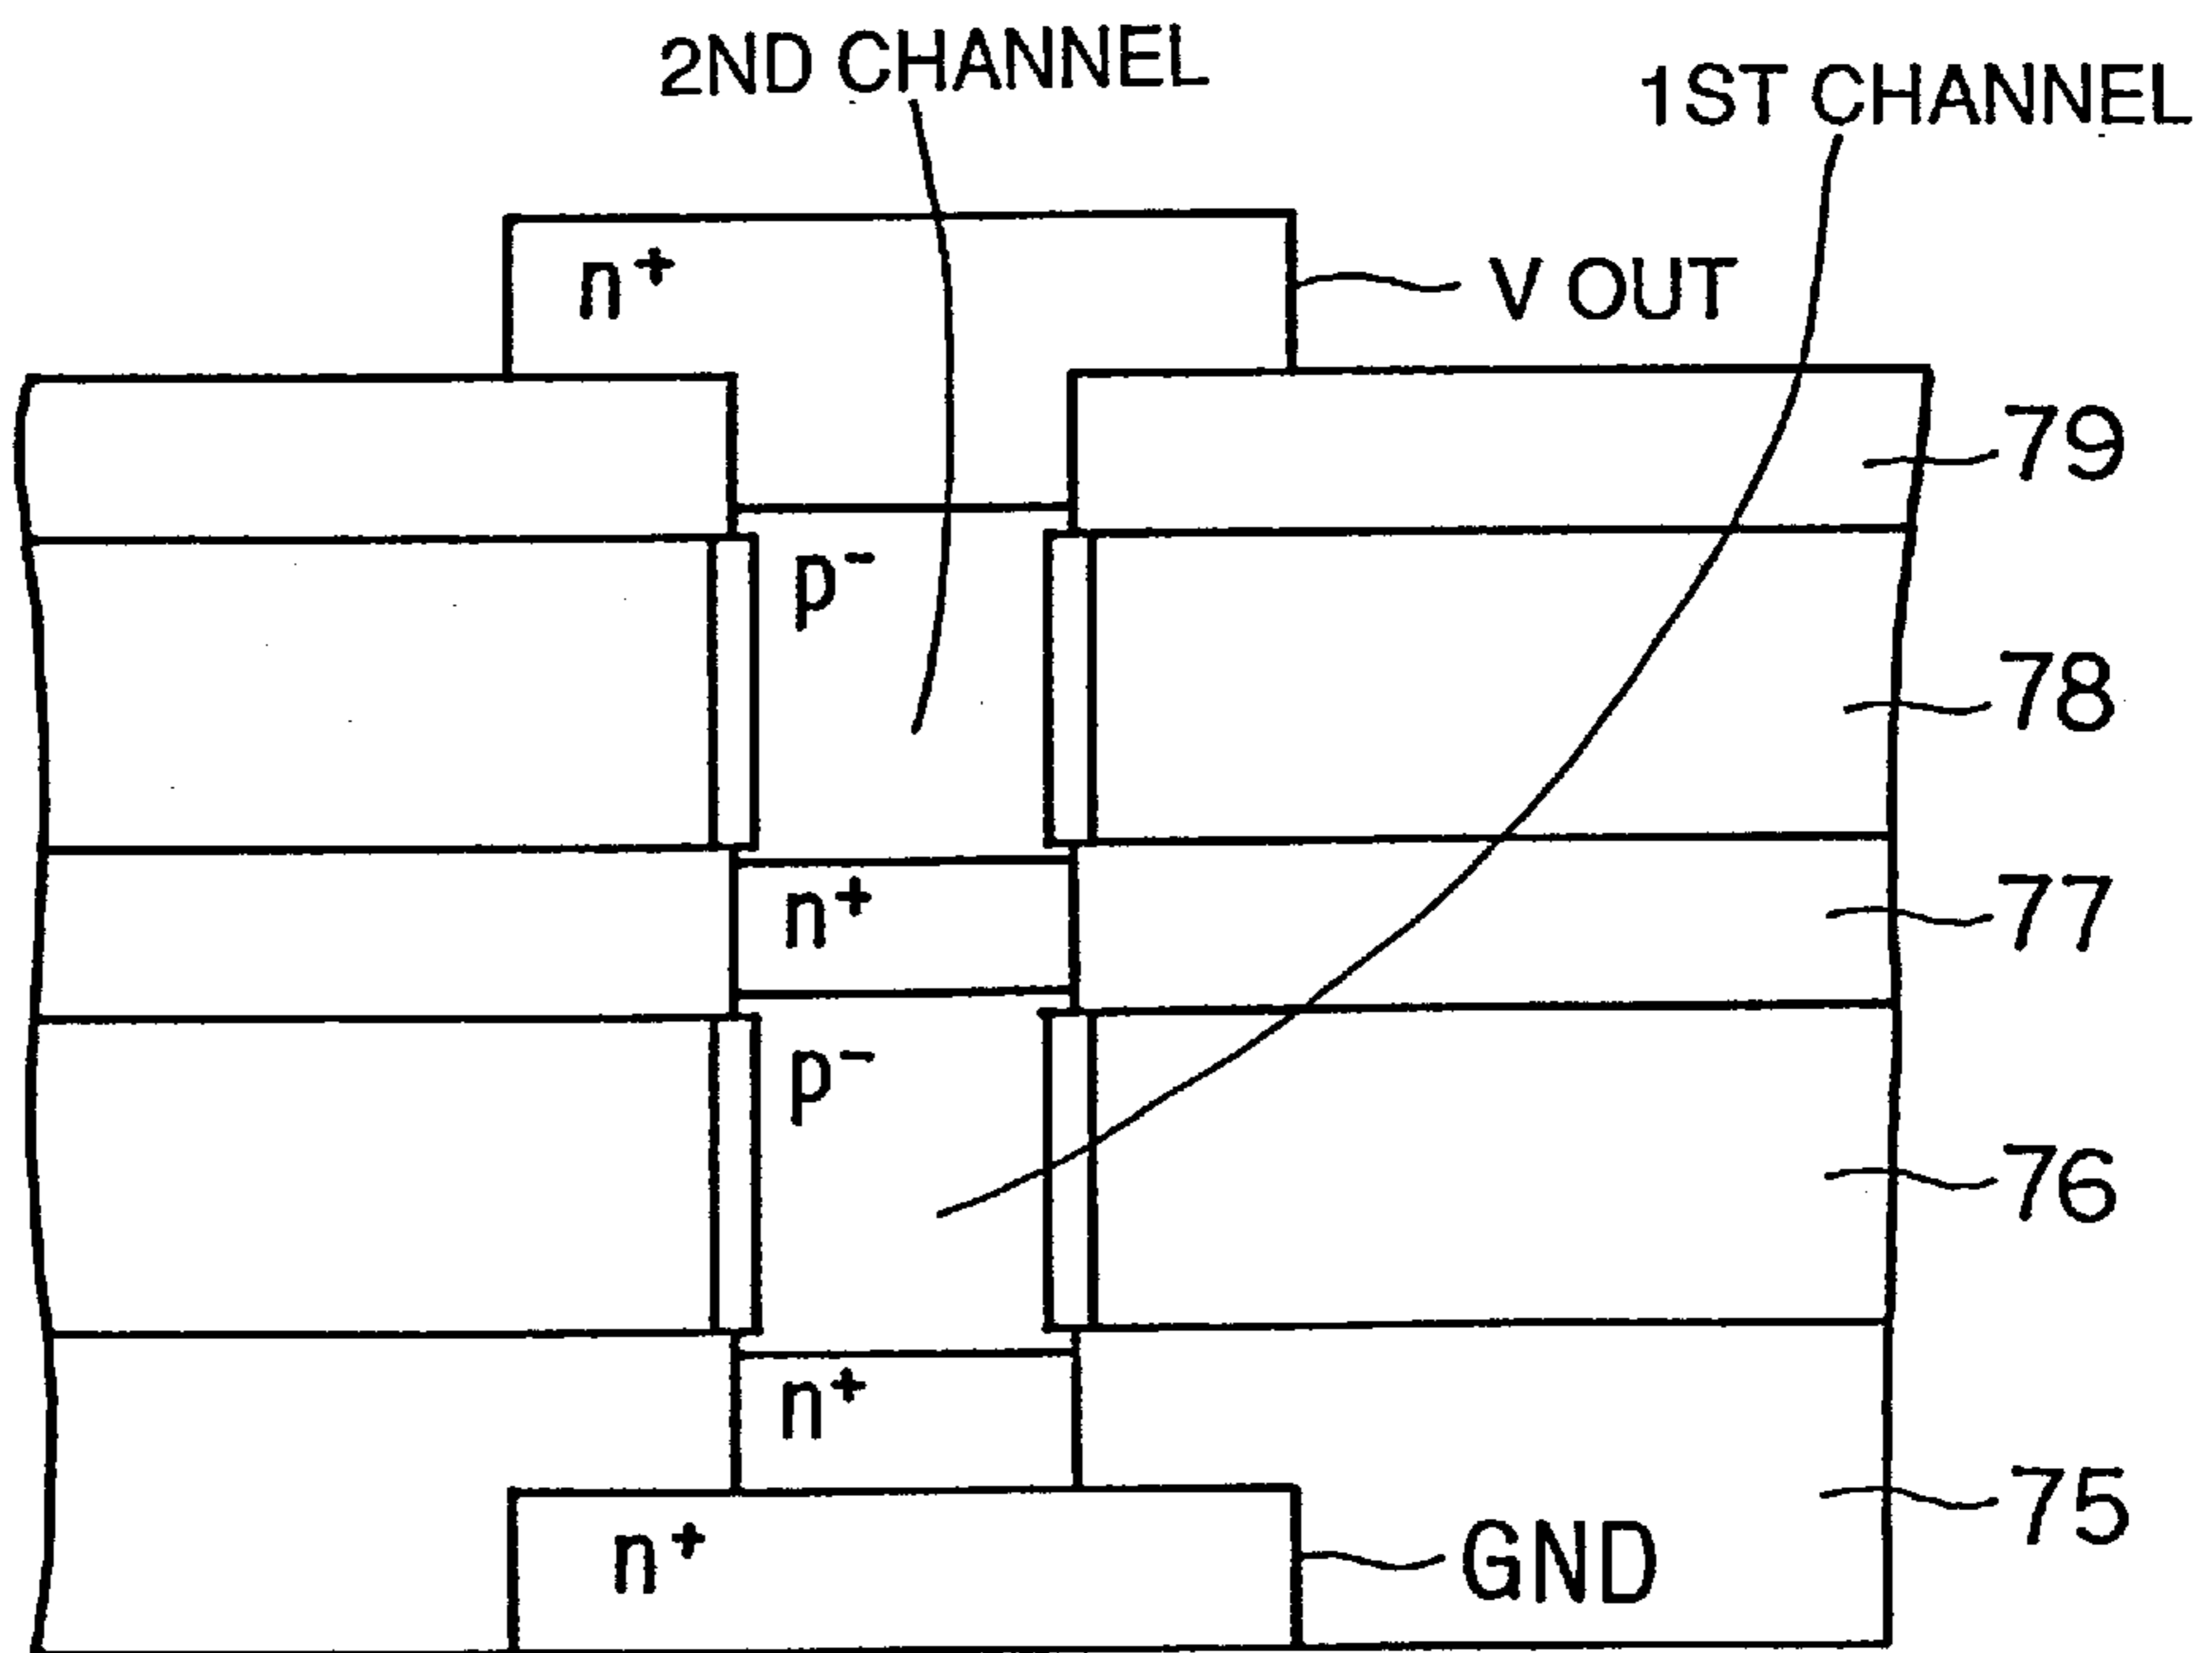 2ND CHANNEL
1ST CHANNEL
n+
V OUT
79
p−
78
n+
77
p−
76
n+
75
n+
GND